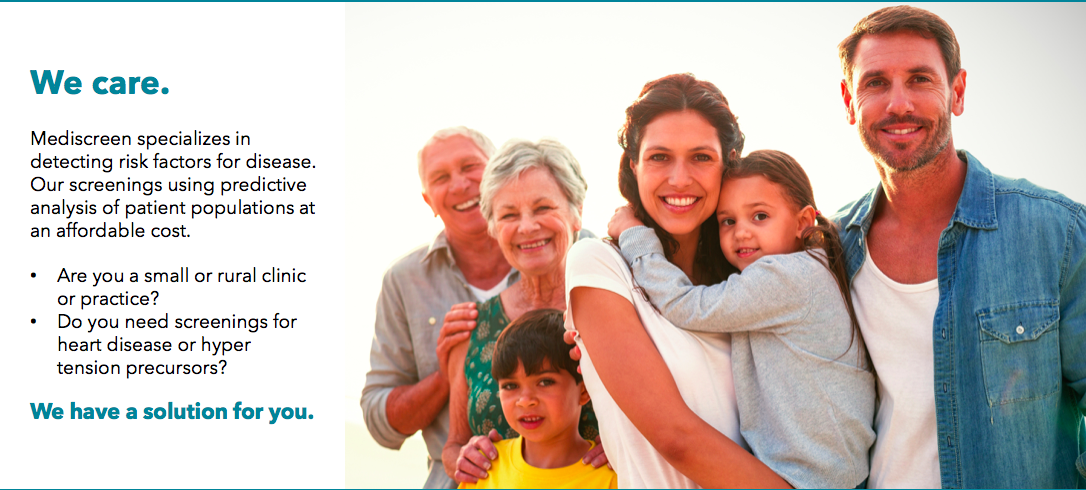 We care.
Mediscreen specializes in
detecting risk factors for disease.
Our screenings using predictive
analysis of patient populations at
an affordable cost.
• Are you a small or rural clinic
or practice?
• Do you need screenings for
heart disease or hyper
tension precursors?
We have a solution for you.